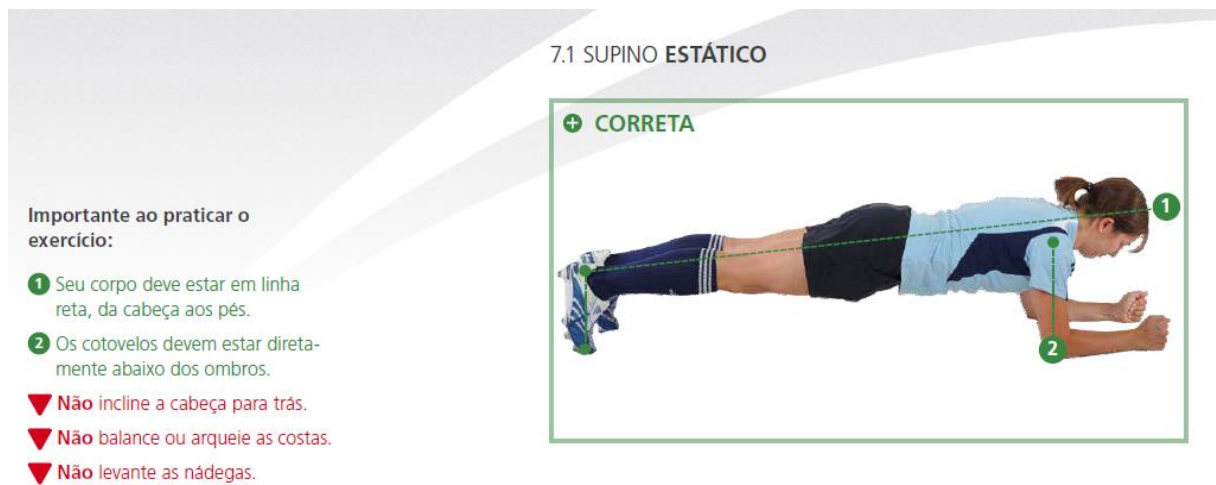 7.1 SUPINO ESTÁTICO
CORRETA
1
2
Importante ao praticar o
exercício:
1 Seu corpo deve estar em linha
reta, da cabeça aos pés.
2 Os cotovelos devem estar direta-
mente abaixo dos ombros.
Não incline a cabeça para trás.
Não balance ou arqueie as costas.
Não levante as nádegas.